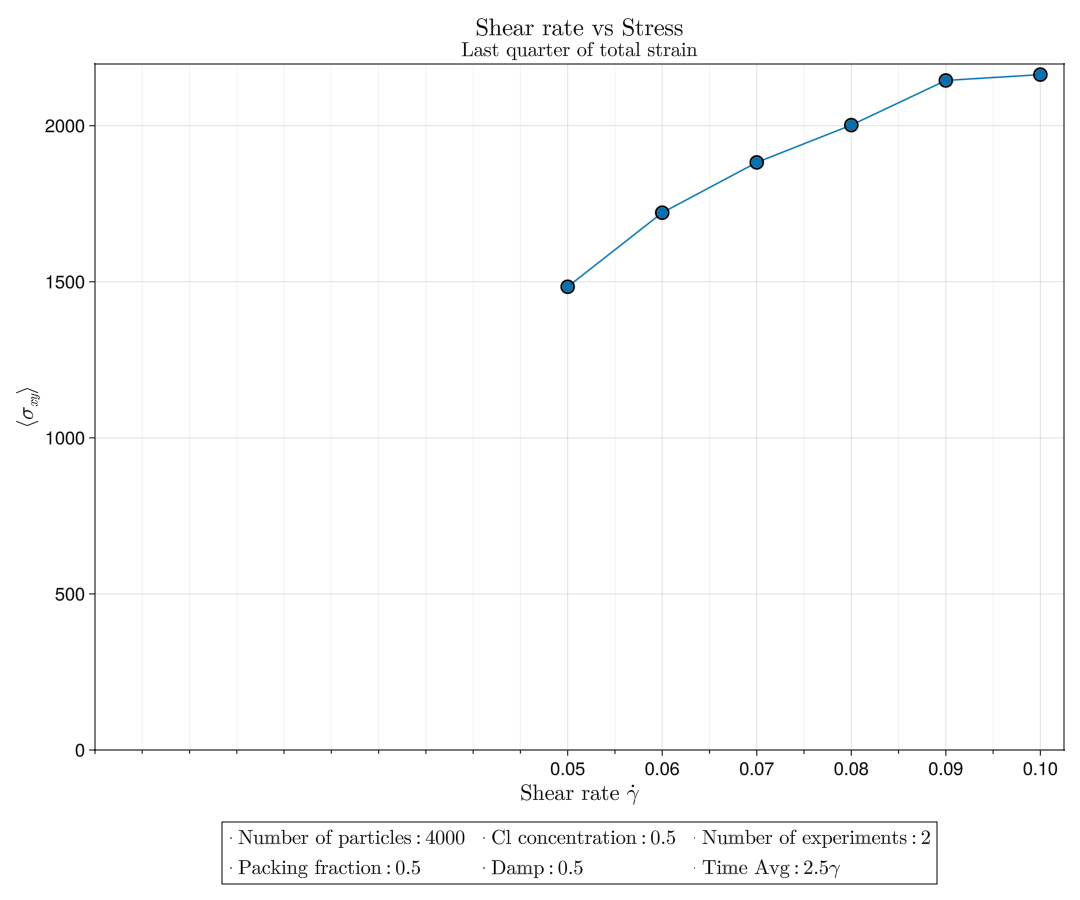 Shear rate vs Stress
Last quarter of total strain
2000
1500
1000
500
0
⟨σxy⟩
0.05 0.06 0.07 0.08 0.09 0.10
Shear rate γ̇
· Number of particles : 4000 · Cl concentration : 0.5 · Number of experiments : 2
· Packing fraction : 0.5 · Damp : 0.5 · Time Avg : 2.5γ